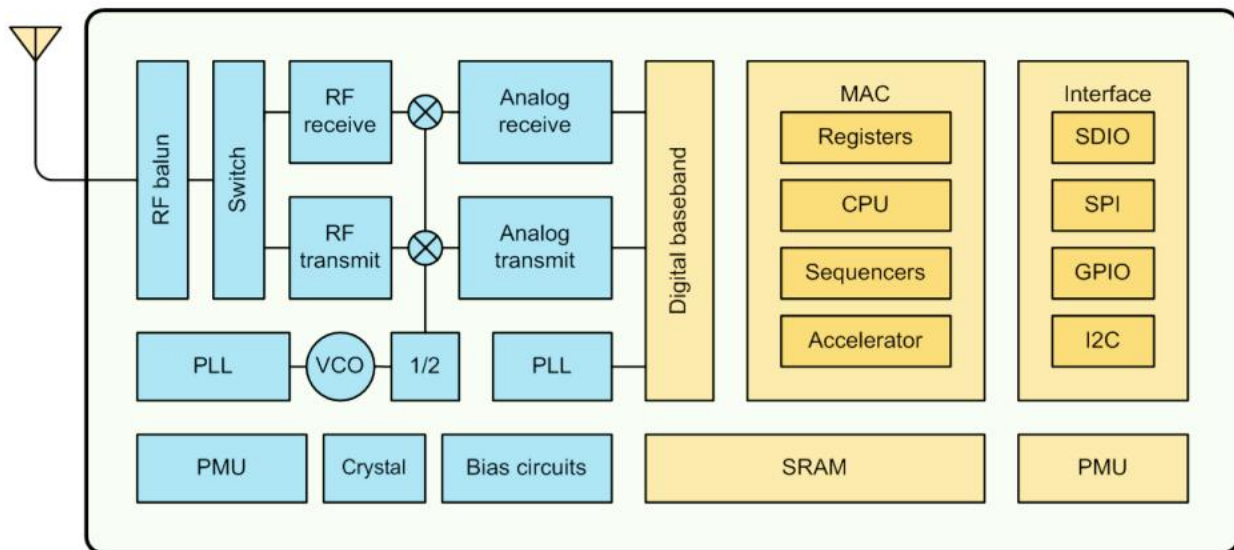 RF balun
Switch
RF
receive
Analog
receive
RF
transmit
Analog
transmit
PLL
VCO
1/2
PLL
Digital baseband
MAC
Registers
CPU
Sequencers
Accelerator
Interface
SDIO
SPI
GPIO
I2C
PMU
Crystal
Bias circuits
SRAM
PMU